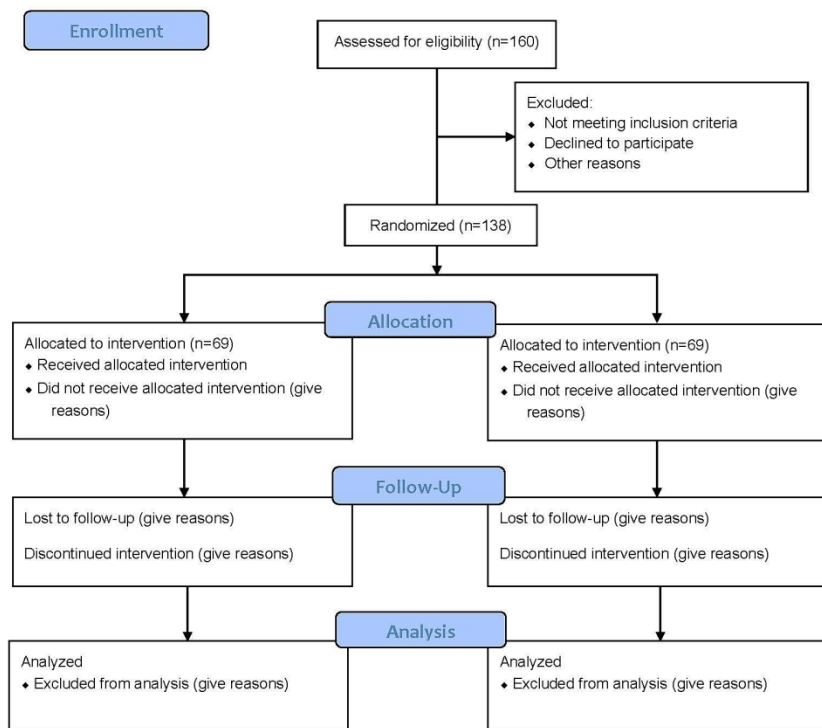 Enrollment
Assessed for eligibility (n=160)
Excluded:
◆ Not meeting inclusion criteria
◆ Declined to participate
◆ Other reasons
Randomized (n=138)
Allocation
Allocated to intervention (n=69)
◆ Received allocated intervention
◆ Did not receive allocated intervention (give
reasons)
Allocated to intervention (n=69)
◆ Received allocated intervention
◆ Did not receive allocated intervention (give
reasons)
Follow-Up
Lost to follow-up (give reasons)
Discontinued intervention (give reasons)
Lost to follow-up (give reasons)
Discontinued intervention (give reasons)
Analysis
Analyzed
◆ Excluded from analysis (give reasons)
Analyzed
◆ Excluded from analysis (give reasons)